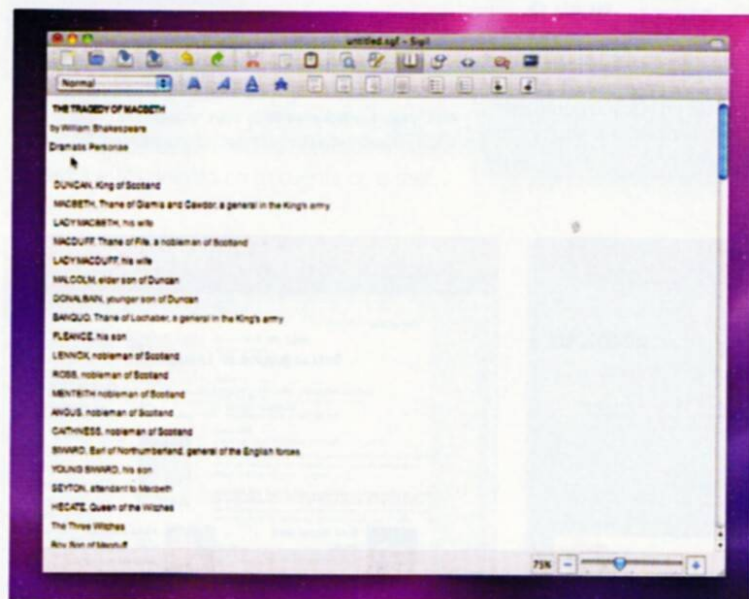 untitled.sgf - Sigil
Normal
THE TRAGEDY OF MACBETH
by William Shakespeare
Dramatis Personae
DUNCAN, King of Scotland
MACBETH, Thane of Glamis and Cawdor, a general in the King's army
LADY MACBETH, his wife
MACDUFF, Thane of Fife, a nobleman of Scotland
LADY MACDUFF, his wife
MALCOLM, elder son of Duncan
DONALBAIN, younger son of Duncan
BANQUO, Thane of Lochaber, a general in the King's army
FLEANCE, his son
LENNOX, nobleman of Scotland
ROSS, nobleman of Scotland
MENTEITH nobleman of Scotland
ANGUS, nobleman of Scotland
CAITHNESS, nobleman of Scotland
SIWARD, Earl of Northumberland, general of the English forces
YOUNG SIWARD, his son
SEYTON, attendant to Macbeth
HECATE, Queen of the Witches
The Three Witches
Boy Son of Macduff
75%